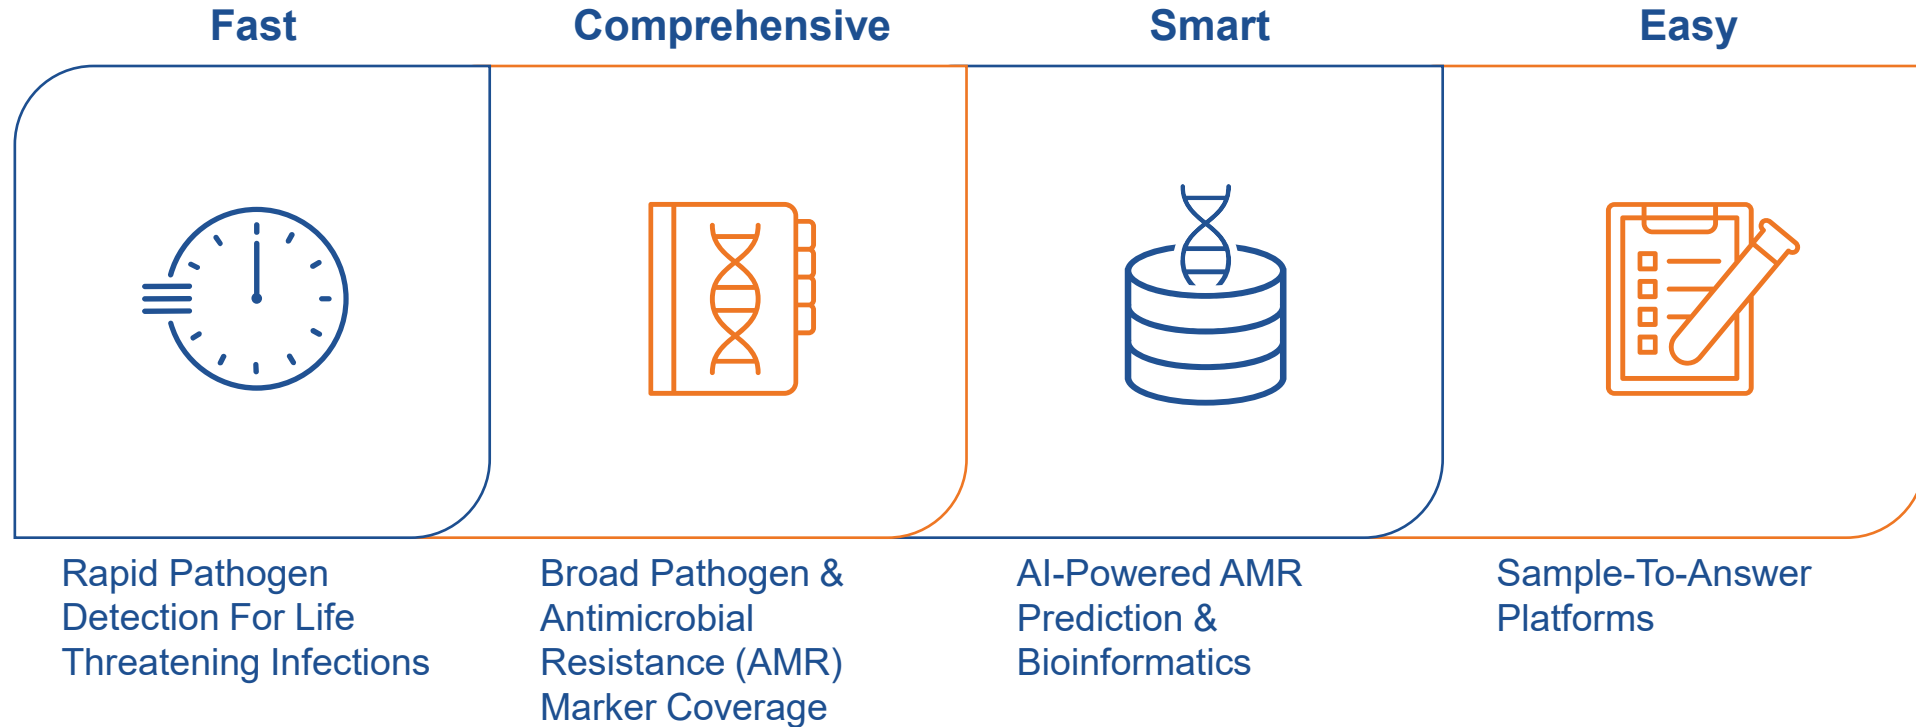 Fast
Comprehensive
Smart
Easy
Rapid Pathogen
Detection For Life
Threatening Infections
Broad Pathogen &
Antimicrobial
Resistance (AMR)
Marker Coverage
AI-Powered AMR
Prediction &
Bioinformatics
Sample-To-Answer
Platforms